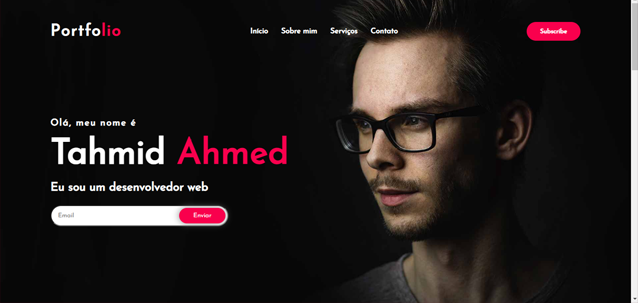 Portfolio
Início Sobre mim Serviços Contato
Subscribe
Olá, meu nome é
Tahmid Ahmed
Eu sou um desenvolvedor web
Email
Enviar